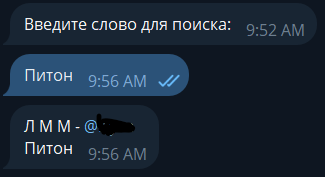 Введите слово для поиска:
9:52 AM
Питон
9:56 AM
Л М М - @
Питон
9:56 AM